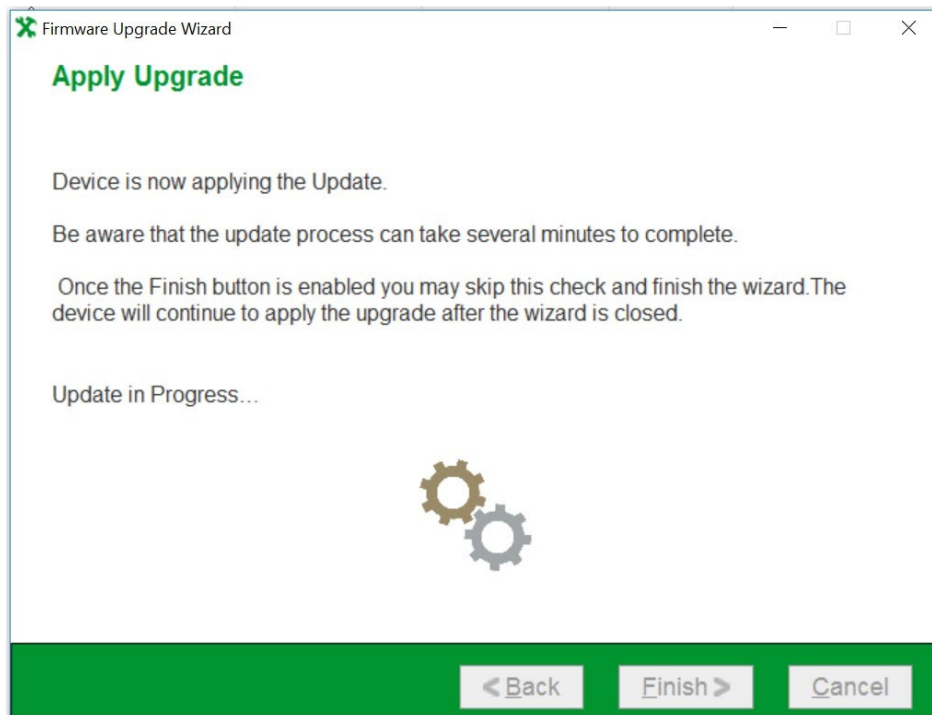 Firmware Upgrade Wizard
Apply Upgrade
Device is now applying the Update.
Be aware that the update process can take several minutes to complete.
Once the Finish button is enabled you may skip this check and finish the wizard.The
device will continue to apply the upgrade after the wizard is closed.
Update in Progress...
< Back Finish > Cancel